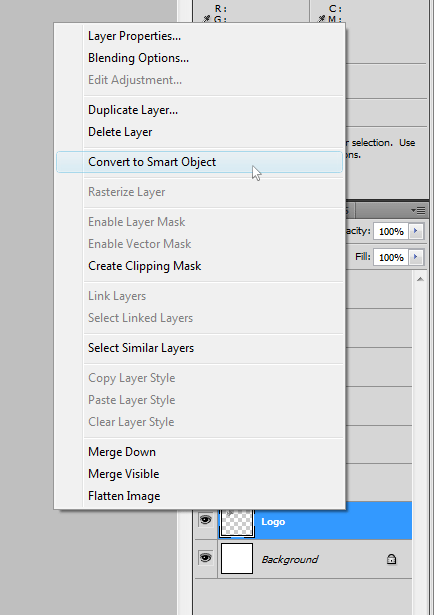 R :
C :
G :
M :
Layer Properties...
Blending Options...
Edit Adjustment...
Duplicate Layer...
Delete Layer
selection. Use
Convert to Smart Object
Rasterize Layer
Enable Layer Mask
Enable Vector Mask
100%
Create Clipping Mask
Fill: 100%
Link Layers
Select Linked Layers
Select Similar Layers
Copy Layer Style
Paste Layer Style
Clear Layer Style
Merge Down
Merge Visible
Flatten Image
Logo
Background